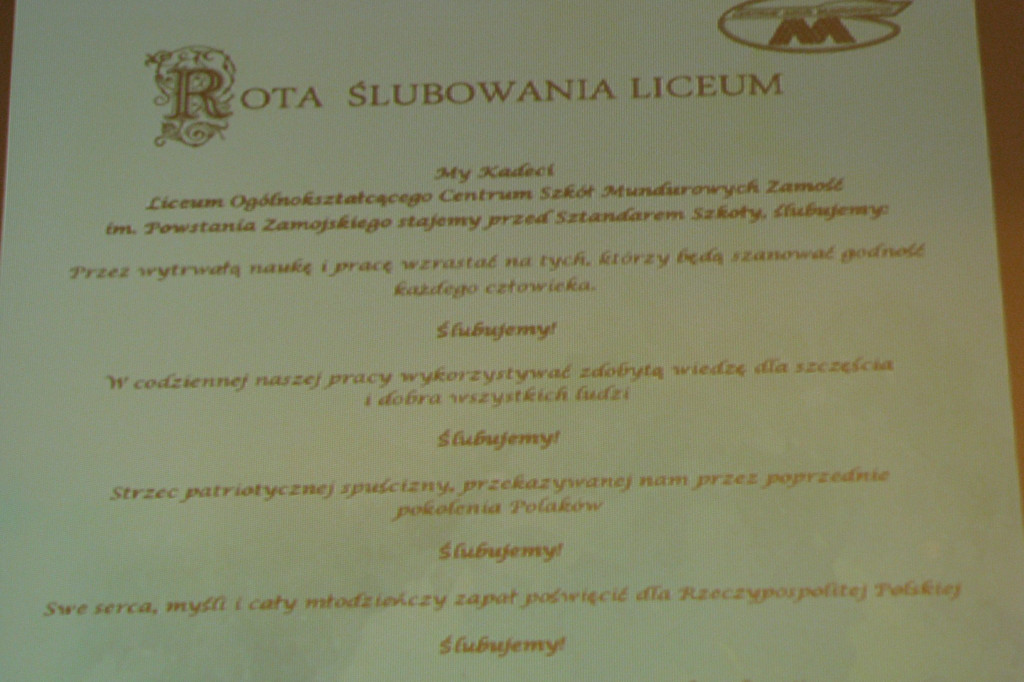 ROTA ŚLUBOWANIA LICEUM
My Kadeci
Liceum Ogólnokształcącego Centrum Szkół Mundurowych Zamość
im. Powstania Zamojskiego stajemy przed Sztandarem Szkoły, ślubujemy:
Przez wytrwałą naukę i pracę wzrastać na tych, którzy będą szanować godność
każdego człowieka.
Ślubujemy!
W codziennej naszej pracy wykorzystywać zdobytą wiedzę dla szczęścia
i dobra wszystkich ludzi
Ślubujemy!
Strzec patriotycznej spuścizny, przekazywanej nam przez poprzednie
pokolenia Polaków
Ślubujemy!
Swe serca, myśli i cały młodzieńczy zapał poświęcić dla Rzeczypospolitej Polskiej
Ślubujemy!